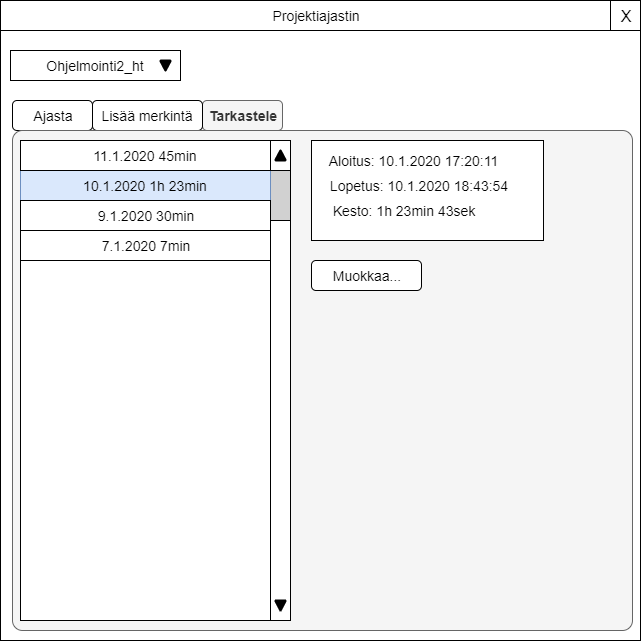 Projektiajastin
X
Ohjelmointi2_ht
Ajasta
Lisää merkintä
Tarkastele
11.1.2020 45min
10.1.2020 1h 23min
9.1.2020 30min
7.1.2020 7min
Aloitus: 10.1.2020 17:20:11
Lopetus: 10.1.2020 18:43:54
Kesto: 1h 23min 43sek
Muokkaa...